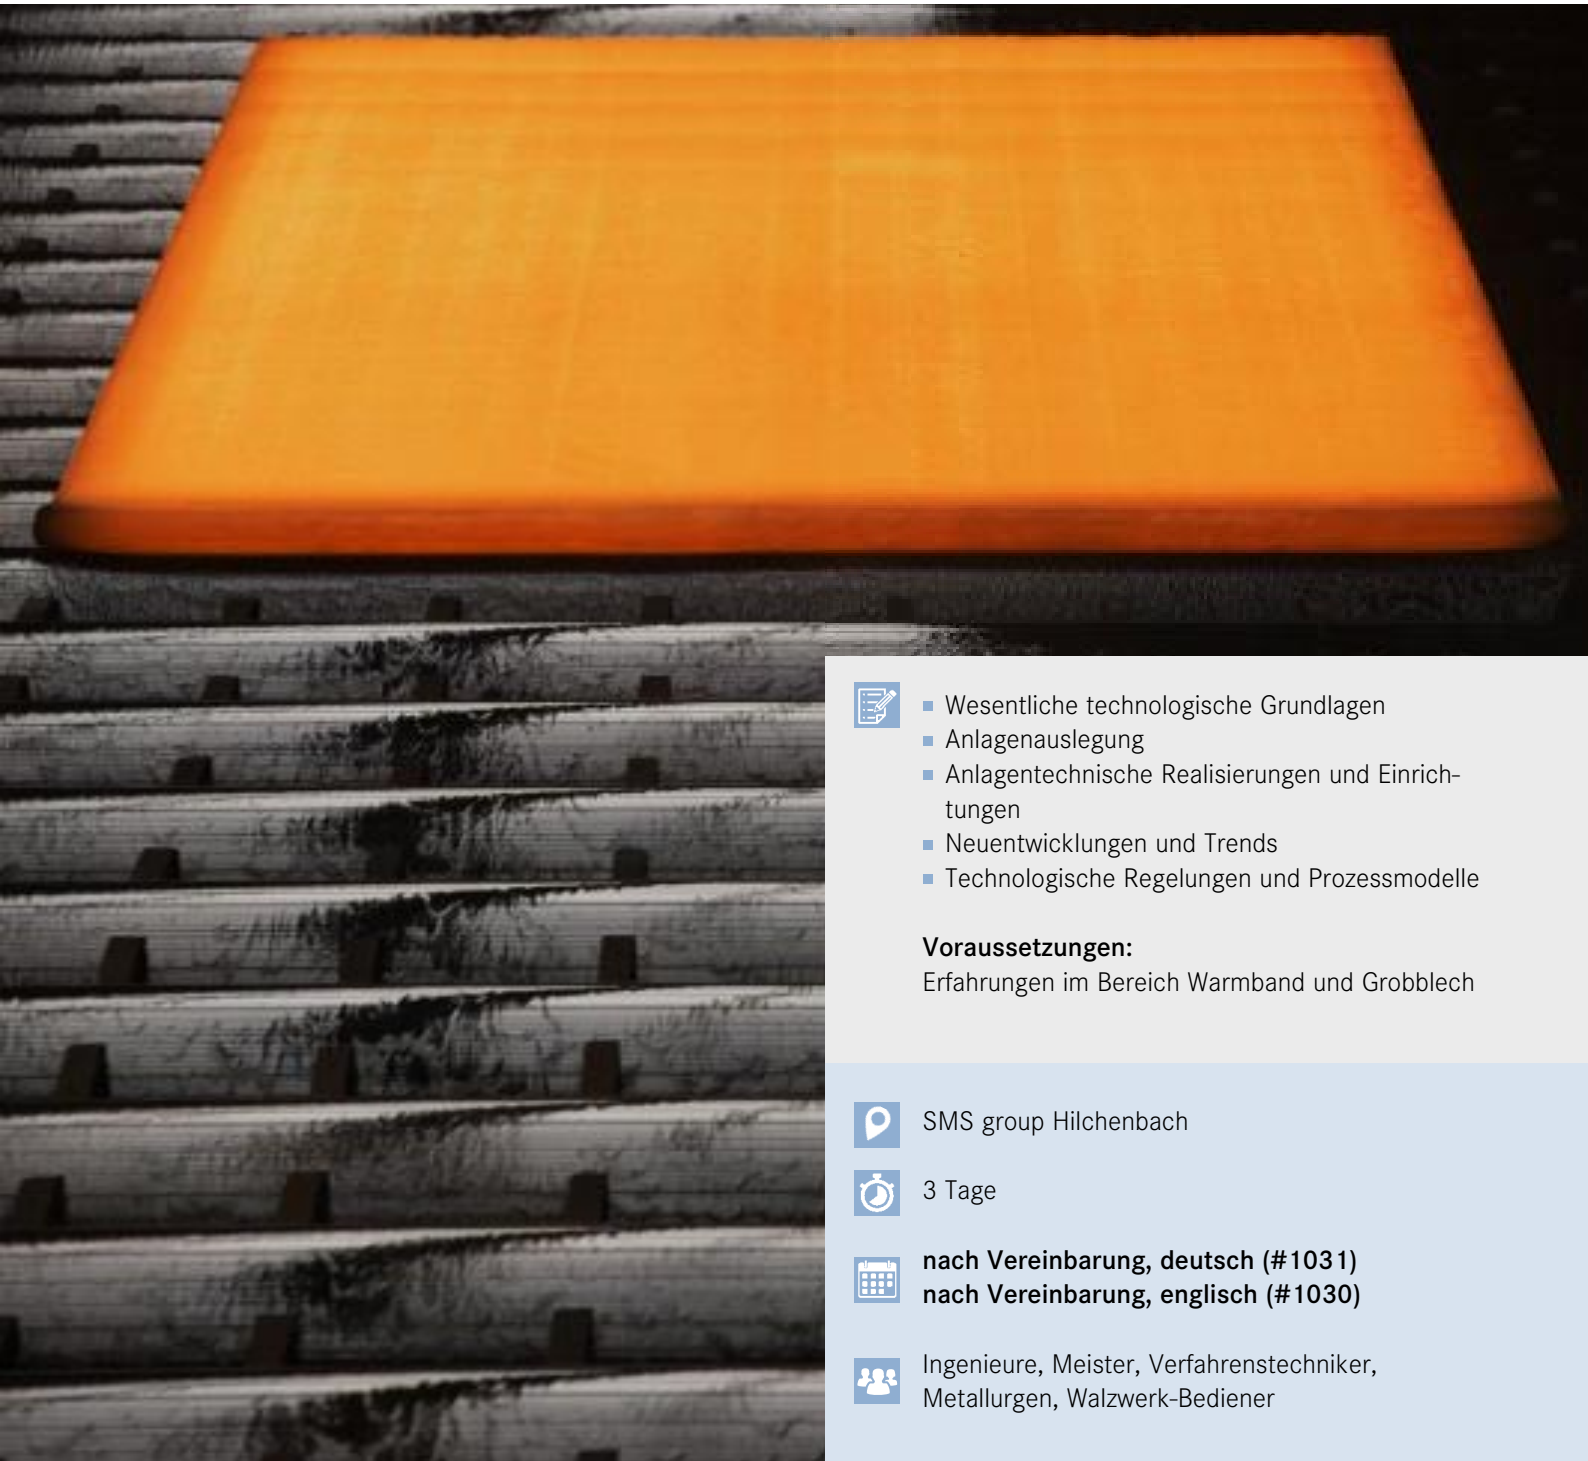 Wesentliche technologische Grundlagen
Anlagenauslegung
Anlagentechnische Realisierungen und Einrich-
tungen
Neuentwicklungen und Trends
Technologische Regelungen und Prozessmodelle
Voraussetzungen:
Erfahrungen im Bereich Warmband und Grobblech
SMS group Hilchenbach
3 Tage
nach Vereinbarung, deutsch (#1031)
nach Vereinbarung, englisch (#1030)
Ingenieure, Meister, Verfahrenstechniker,
Metallurgen, Walzwerk-Bediener